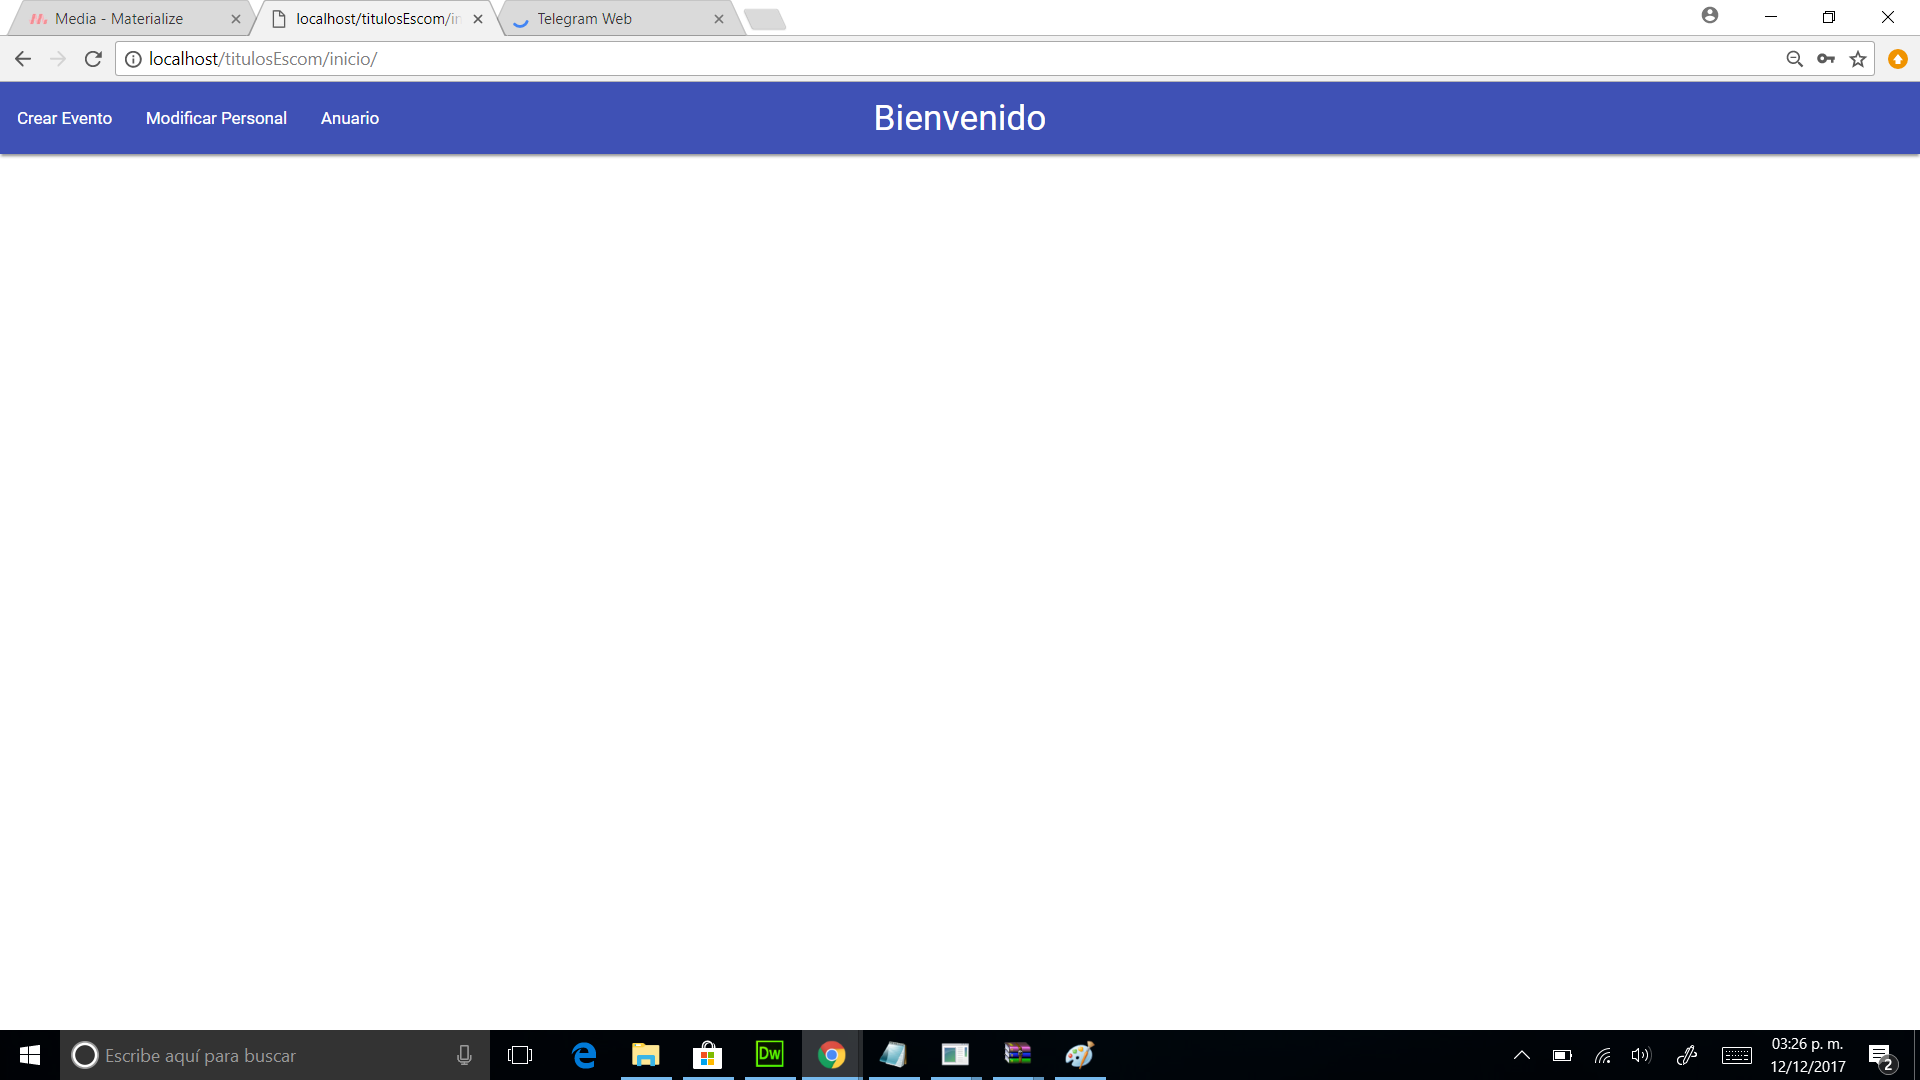 Media - Materialize
localhost/titulosEscom/in
Telegram Web
localhost/titulosEscom/inicio/
Crear Evento
Modificar Personal
Anuario
Bienvenido
Escribe aquí para buscar
Dw
03:26 p. m.
12/12/2017
2